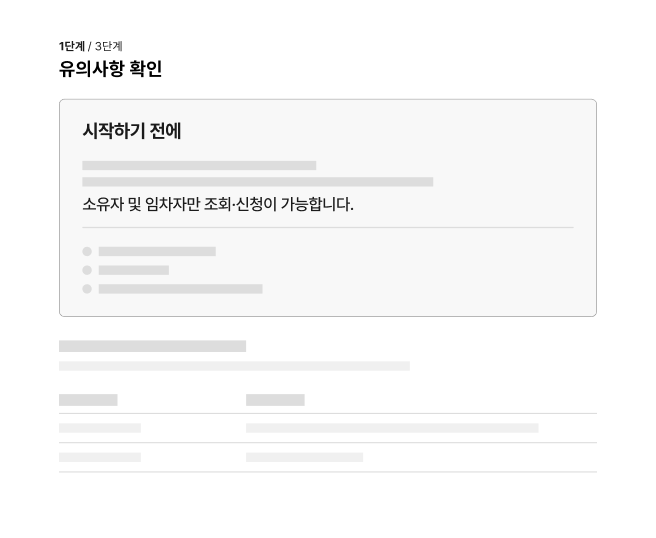 1단계 / 3단계
유의사항 확인
시작하기 전에
소유자 및 임차자만 조회·신청이 가능합니다.